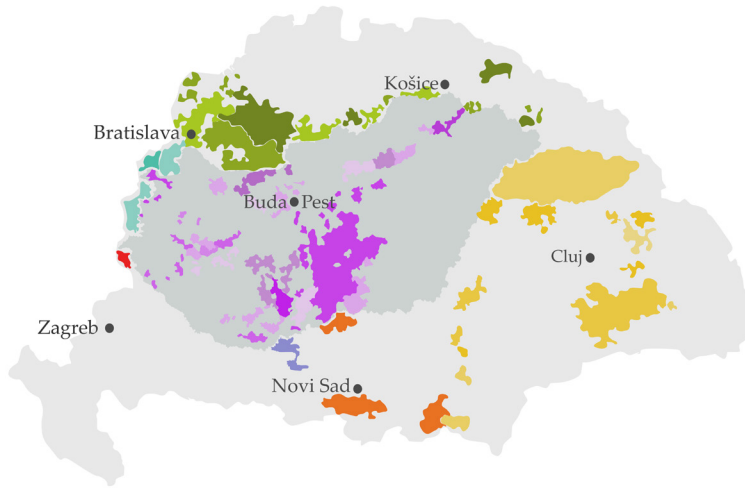 Košice
Bratislava
Buda Pest
Cluj
Zagreb
Novi Sad